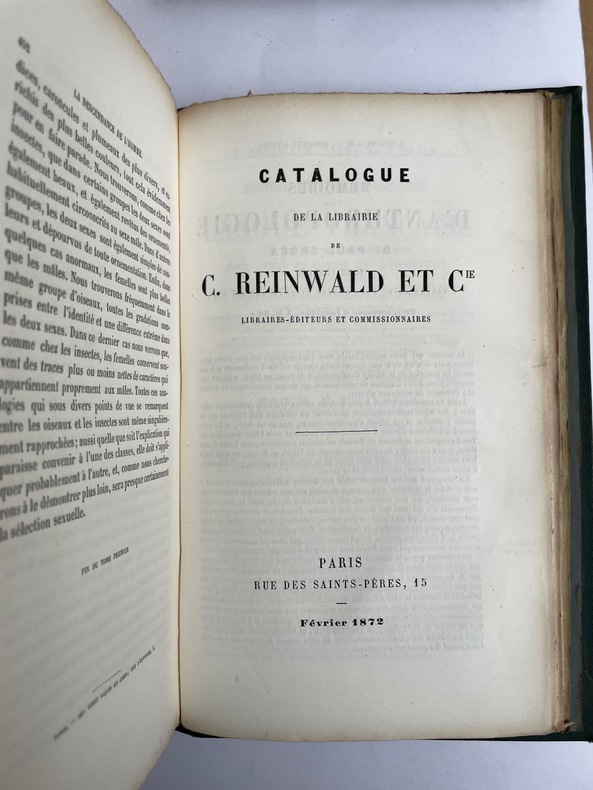 LA DESCENDANCE DE L'HOMME.
dices, caroncules et plumeaux des plus divers, et
richis des plus belles couleurs, tout cela évidemment
pour en faire parade. Nous trouverons, comme chez les
insectes, que dans certains groupes les deux sexes sont
également beaux, et également revêtus des ornements,
habituellement circonscrits au sexe mâle. Dans d'autres
groupes, les deux sexes sont également simples de cou-
leurs et dépourvus de toute ornementation. Enfin, dans
quelques cas anormaux, les femelles sont plus belles
que les mâles. Nous trouverons fréquemment dans le
même groupe d'oiseaux, toutes les gradations com-
prises entre l'identité et une différence extrême dans
les deux sexes. Dans ce dernier cas nous verrons que,
comme chez les insectes, les femelles conservent sou-
vent des traces plus ou moins nettes de caractères qui
appartiennent proprement aux mâles. Toutes ces ana-
logies qui sous divers points de vue se remarquent
entre les oiseaux et les insectes sont même singulière-
ment rapprochées; aussi quelle que soit l'explication qui
paraisse convenir à l'une des classes, elle doit s'appli-
quer probablement à l'autre, et, comme nous cherche-
rons à le démontrer plus loin, sera presque certainement
la sélection sexuelle.
FIN DU TOME PREMIER
CATALOGUE
DE LA LIBRAIRIE
DE
C. REINWALD ET CIE
LIBRAIRES-ÉDITEURS ET COMMISSIONNAIRES
PARIS
RUE DES SAINTS-PÈRES, 15
Février 1872